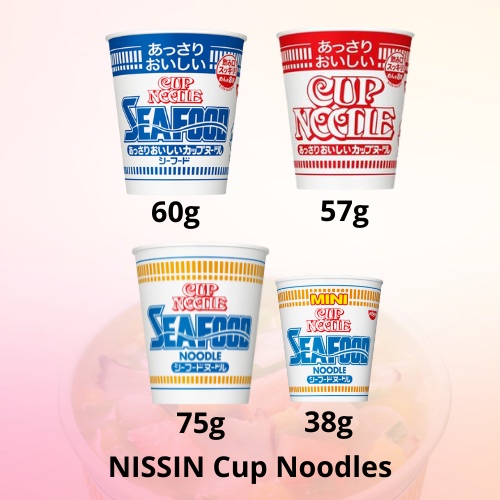 あっさり
おいしい
CUP
NOODLE
SEAFOOD
あっさりおいしいカップヌードル
シーフード
60g
あっさり
おいしい
CUP
NOODLE
あっさりおいしいカップヌードル
57g
CUP
NOODLE
SEAFOOD
NOODLE
シーフードヌードル
75g
MINI
CUP
NOODLE
SEAFOOD
NOODLE
シーフードヌードル
38g
NISSIN Cup Noodles